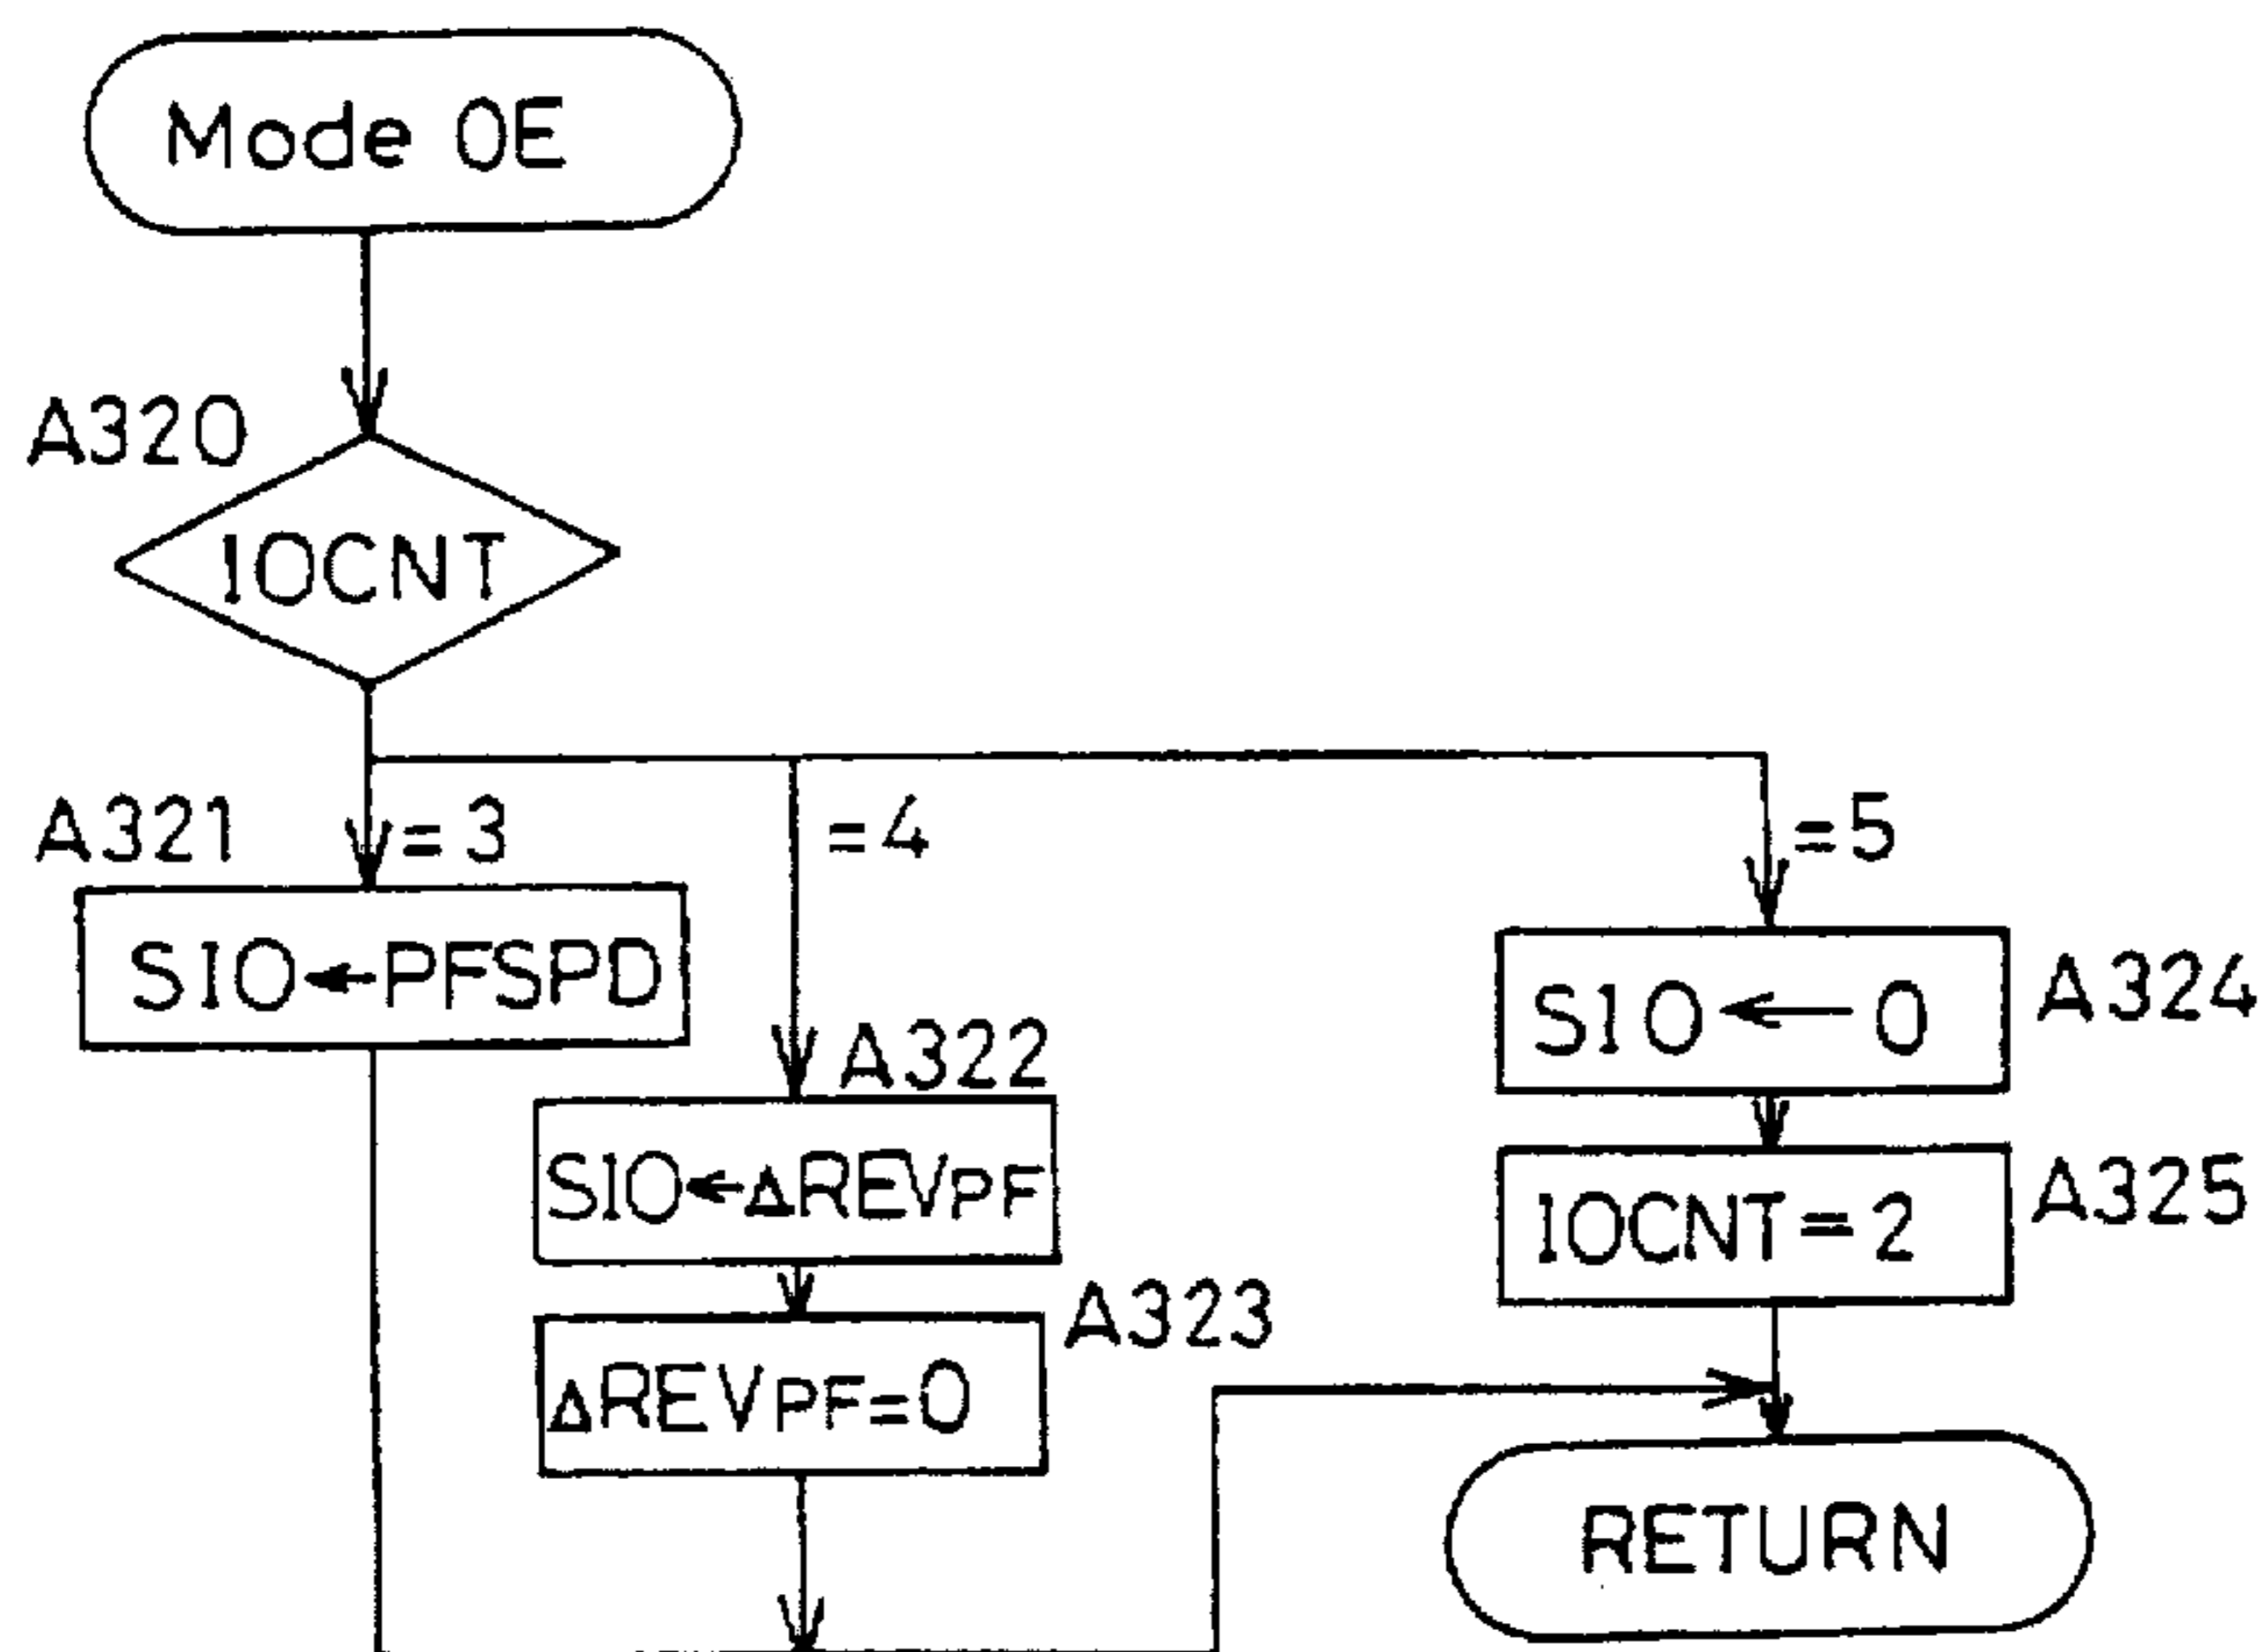 Mode OE
A320
IOCNT
A321
=3
=4
=5
SIO←PFSPD
SIO←0
A324
A322
SIO←ΔREVPF
IOCNT=2
A325
A323
ΔREVPF=0
RETURN